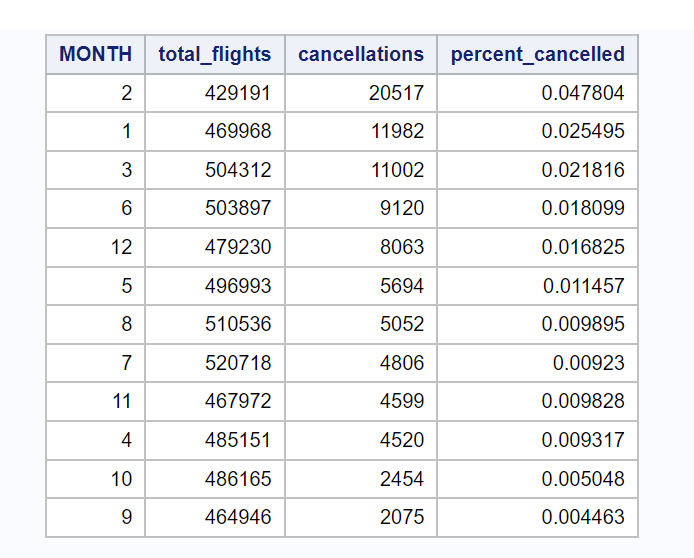 MONTH total_flights cancellations percent_cancelled
2 429191 20517 0.047804
1 469968 11982 0.025495
3 504312 11002 0.021816
6 503897 9120 0.018099
12 479230 8063 0.016825
5 496993 5694 0.011457
8 510536 5052 0.009895
7 520718 4806 0.00923
11 467972 4599 0.009828
4 485151 4520 0.009317
10 486165 2454 0.005048
9 464946 2075 0.004463